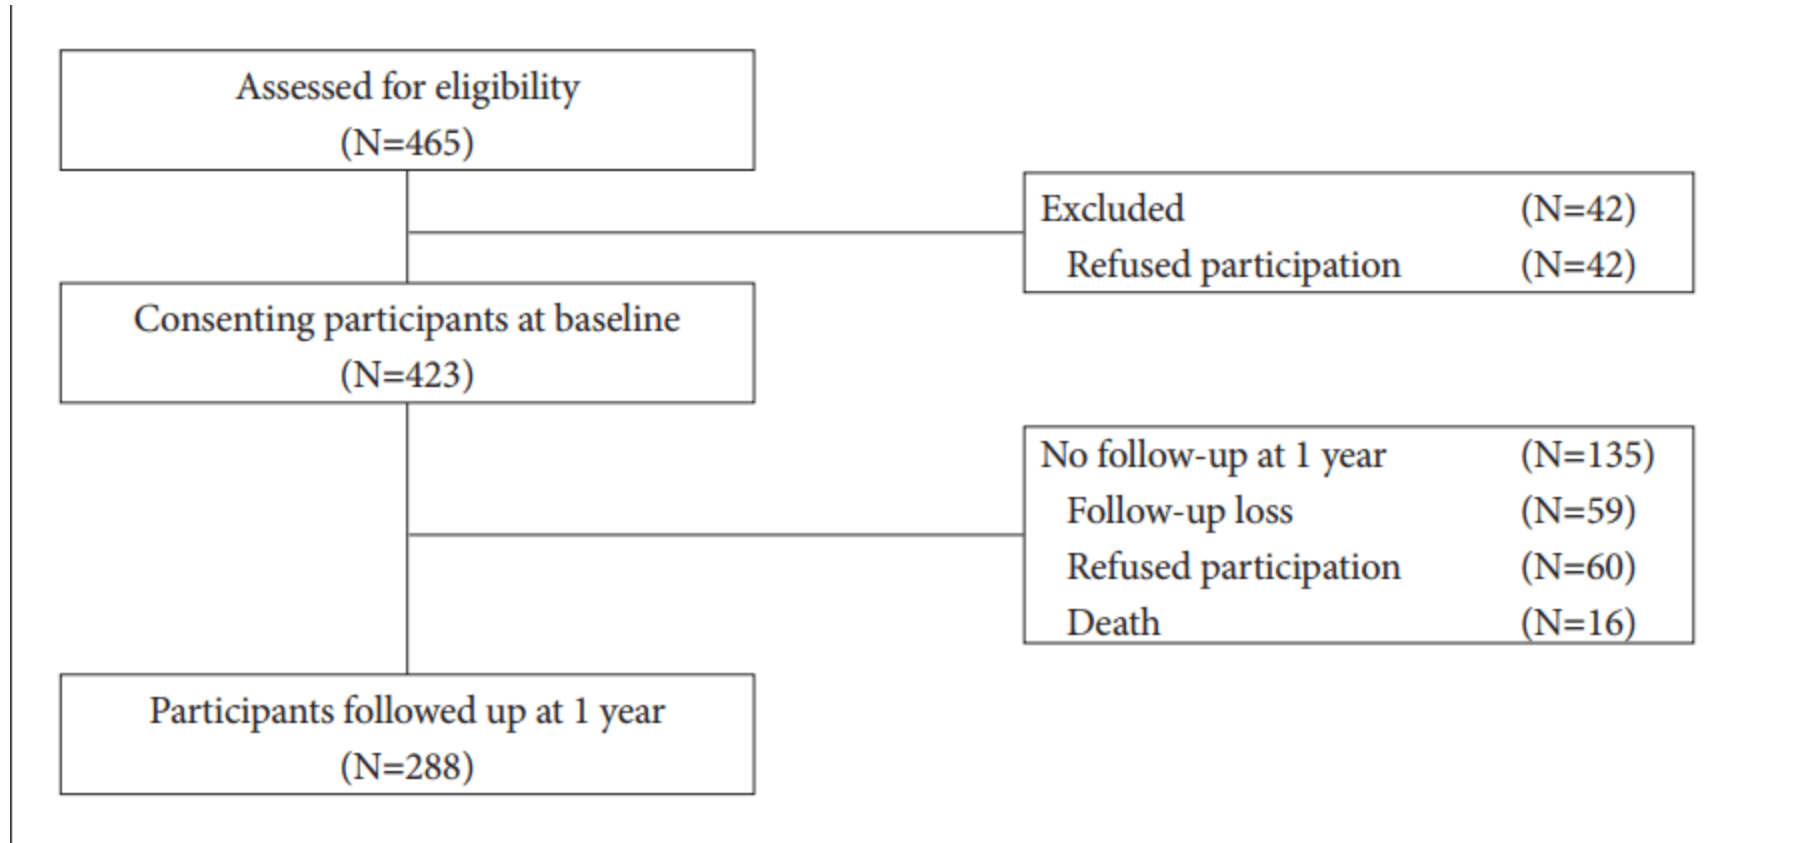 Assessed for eligibility
(N=465)
Excluded (N=42)
Refused participation (N=42)
Consenting participants at baseline
(N=423)
No follow-up at 1 year (N=135)
Follow-up loss (N=59)
Refused participation (N=60)
Death (N=16)
Participants followed up at 1 year
(N=288)